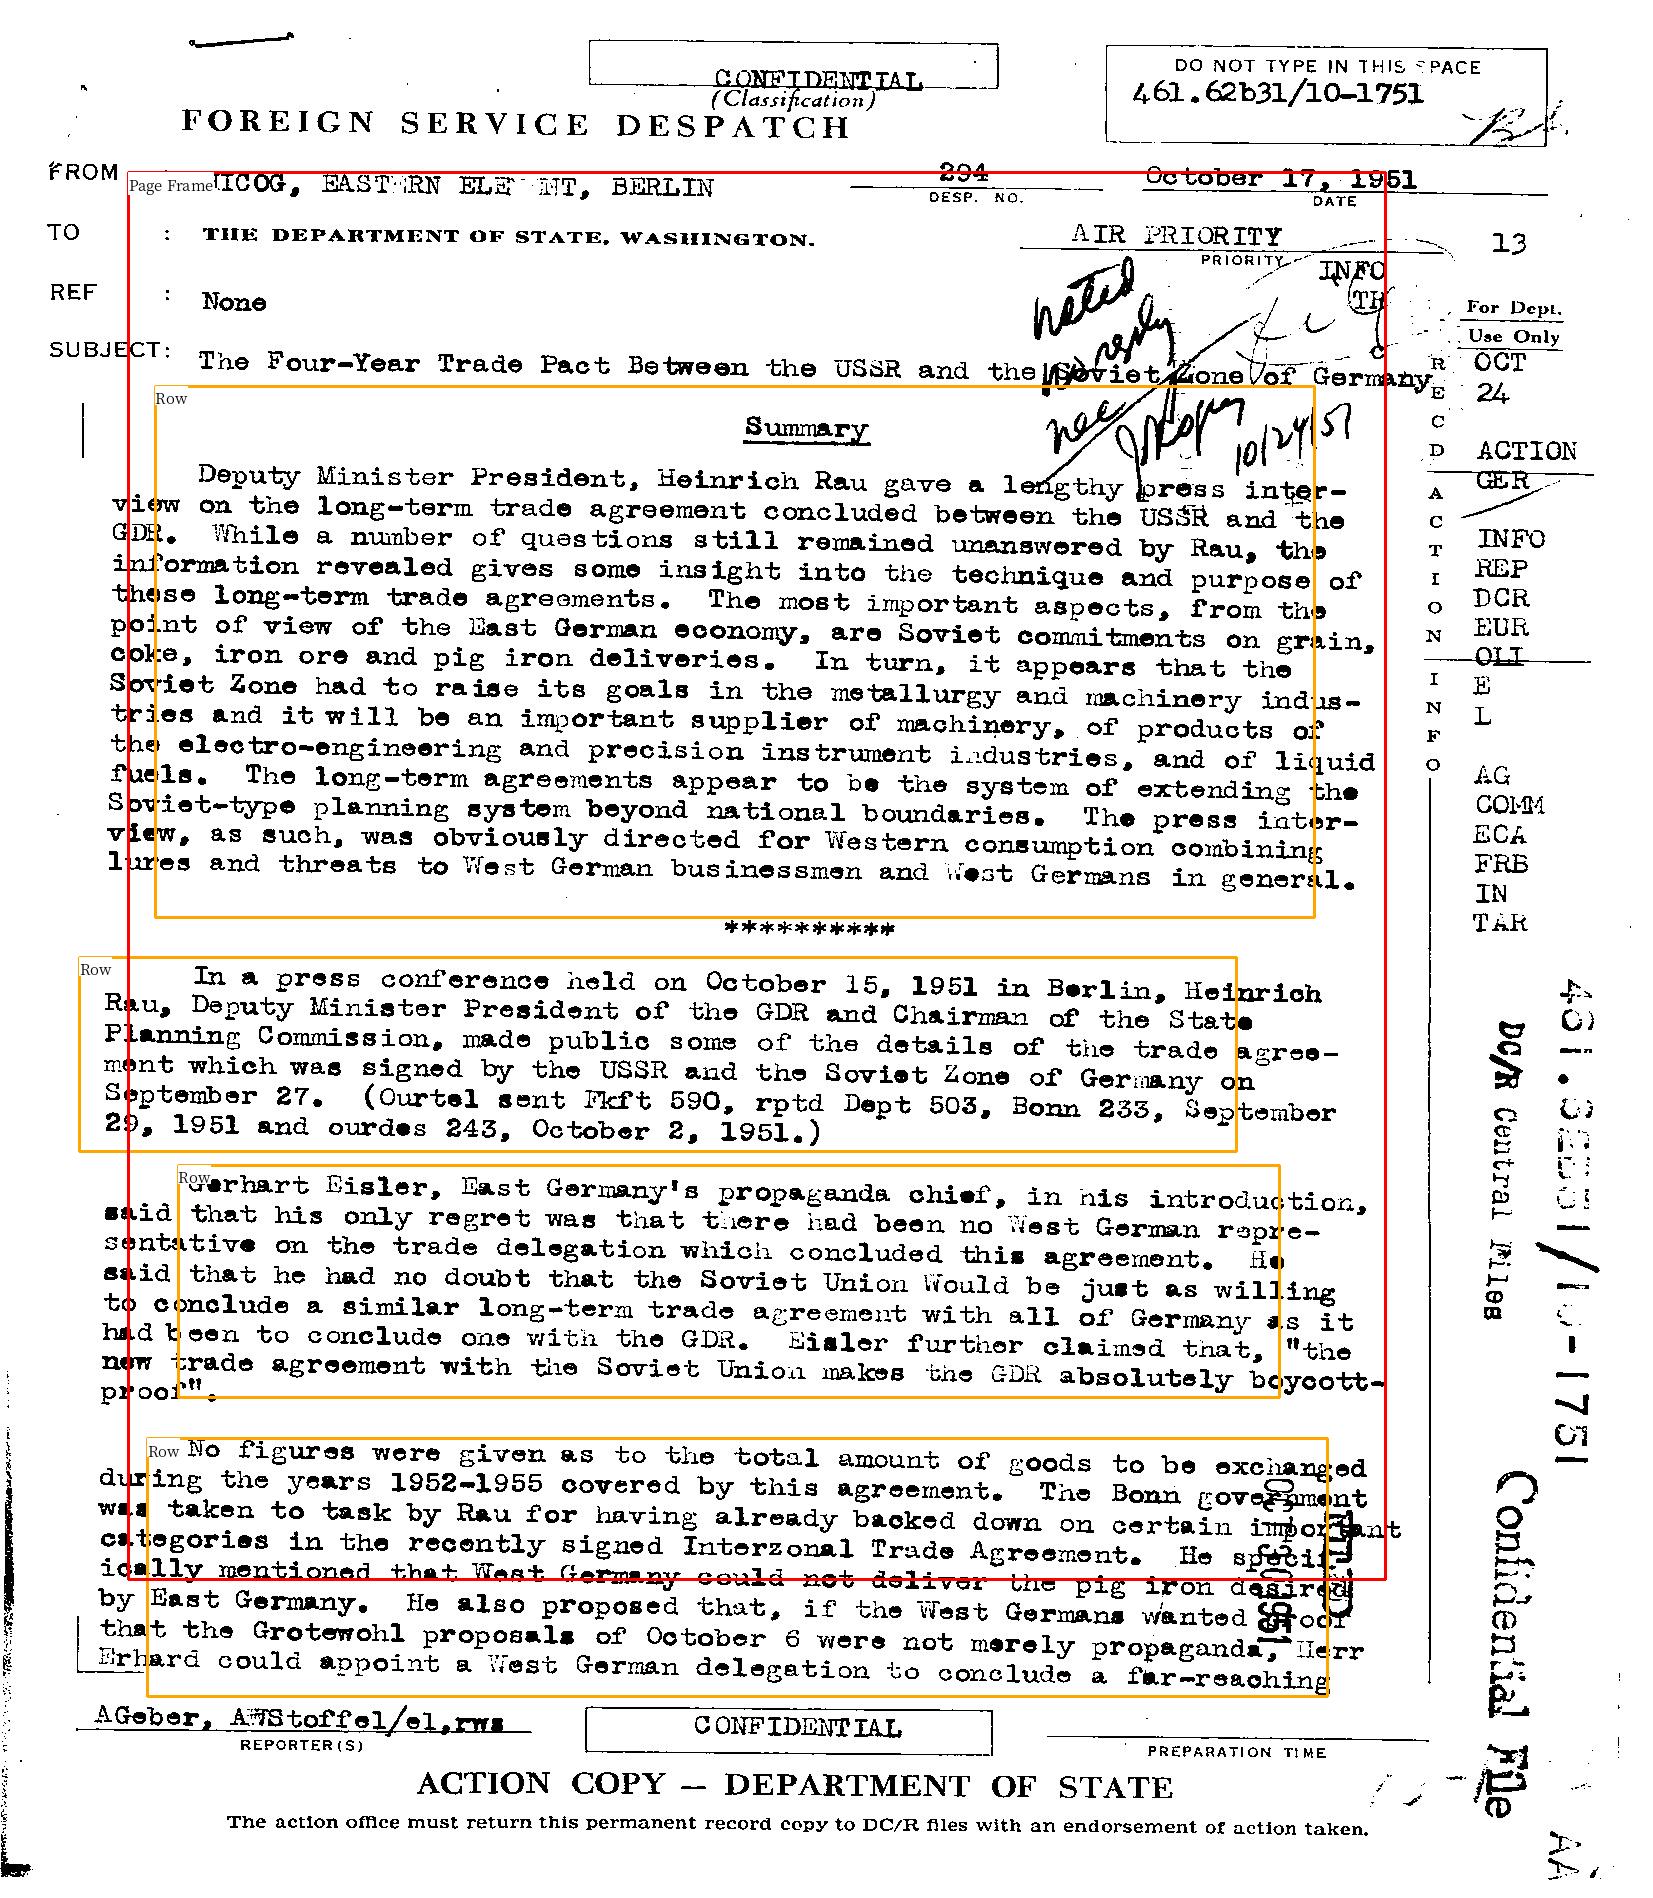 CONFIDENTIAL
(Classification)
DO NOT TYPE IN THIS SPACE
461.62b31/10-1751
FOREIGN SERVICE DESPATCH
FROM
Page Frame
ICOG, EASTERN ELEMENT, BERLIN
294
DESP. NO.
October 17, 1951
DATE
TO : THE DEPARTMENT OF STATE, WASHINGTON.
AIR PRIORITY
PRIORITY
13
INFO
TR
C
REF : None
noted
no reply
nec
10/24/51
For Dept.
Use Only
SUBJECT: The Four-Year Trade Pact Between the USSR and the Soviet Zone of Germany
RECD ACTION INFO
OCT
24
ACTION
GER
INFO
REP
DCR
EUR
OLI
E
L
AG
COMM
ECA
FRB
IN
TAR
Row
Summary
Deputy Minister President, Heinrich Rau gave a lengthy press inter-
view on the long-term trade agreement concluded between the USSR and the
GDR. While a number of questions still remained unanswered by Rau, the
information revealed gives some insight into the technique and purpose of
these long-term trade agreements. The most important aspects, from the
point of view of the East German economy, are Soviet commitments on grain,
coke, iron ore and pig iron deliveries. In turn, it appears that the
Soviet Zone had to raise its goals in the metallurgy and machinery indus-
tries and it will be an important supplier of machinery, of products of
the electro-engineering and precision instrument industries, and of liquid
fuels. The long-term agreements appear to be the system of extending the
Soviet-type planning system beyond national boundaries. The press inter-
view, as such, was obviously directed for Western consumption combining
lures and threats to West German businessmen and West Germans in general.
**********
Row
In a press conference held on October 15, 1951 in Berlin, Heinrich
Rau, Deputy Minister President of the GDR and Chairman of the State
Planning Commission, made public some of the details of the trade agree-
ment which was signed by the USSR and the Soviet Zone of Germany on
September 27. (Ourtel sent Fkft 590, rptd Dept 503, Bonn 233, September
29, 1951 and ourdes 243, October 2, 1951.)
Row
Gerhart Eisler, East Germany's propaganda chief, in his introduction,
said that his only regret was that there had been no West German repre-
sentative on the trade delegation which concluded this agreement. He
said that he had no doubt that the Soviet Union Would be just as willing
to conclude a similar long-term trade agreement with all of Germany as it
had been to conclude one with the GDR. Eisler further claimed that, "the
new trade agreement with the Soviet Union makes the GDR absolutely boycott-
proof".
Row
No figures were given as to the total amount of goods to be exchanged
during the years 1952-1955 covered by this agreement. The Bonn government
was taken to task by Rau for having already backed down on certain important
categories in the recently signed Interzonal Trade Agreement. He specif-
ically mentioned that West Germany could not deliver the pig iron desired
by East Germany. He also proposed that, if the West Germans wanted proof
that the Grotewohl proposals of October 6 were not merely propaganda, Herr
Erhard could appoint a West German delegation to conclude a far-reaching
DC/R Central Files
Confidential File
AGeber, AWStoffel/el,rws
REPORTER(S)
CONFIDENTIAL
PREPARATION TIME
ACTION COPY — DEPARTMENT OF STATE
The action office must return this permanent record copy to DC/R files with an endorsement of action taken.